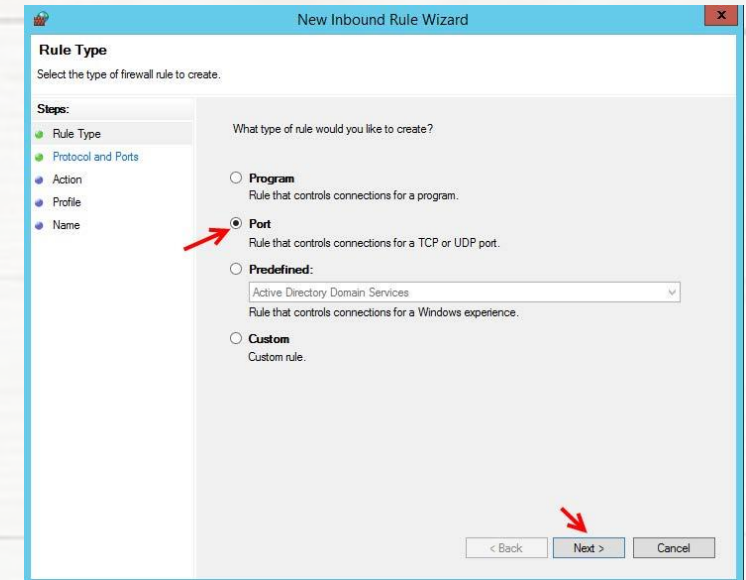 New Inbound Rule Wizard
x
Rule Type
Select the type of firewall rule to create.
Steps:
Rule Type
Protocol and Ports
Action
Profile
Name
What type of rule would you like to create?
Program
Rule that controls connections for a program.
Port
Rule that controls connections for a TCP or UDP port.
Predefined:
Active Directory Domain Services
Rule that controls connections for a Windows experience.
Custom
Custom rule.
< Back Next > Cancel